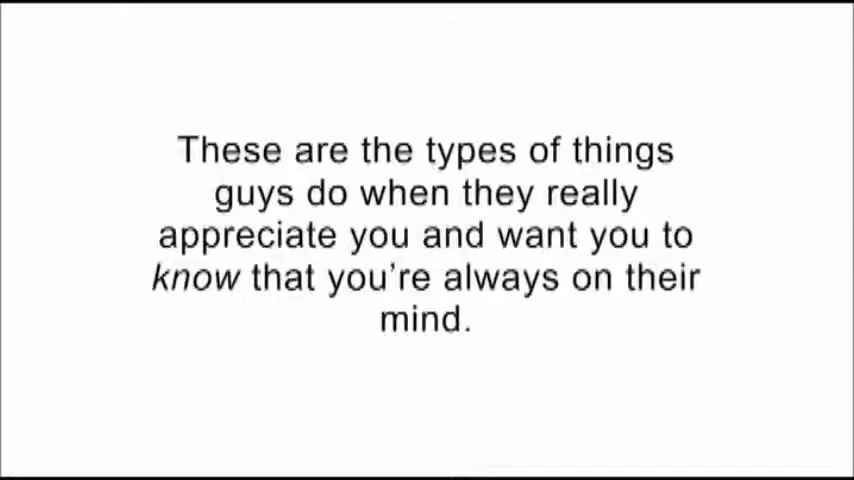 These are the types of things
guys do when they really
appreciate you and want you to
know that you’re always on their
mind.